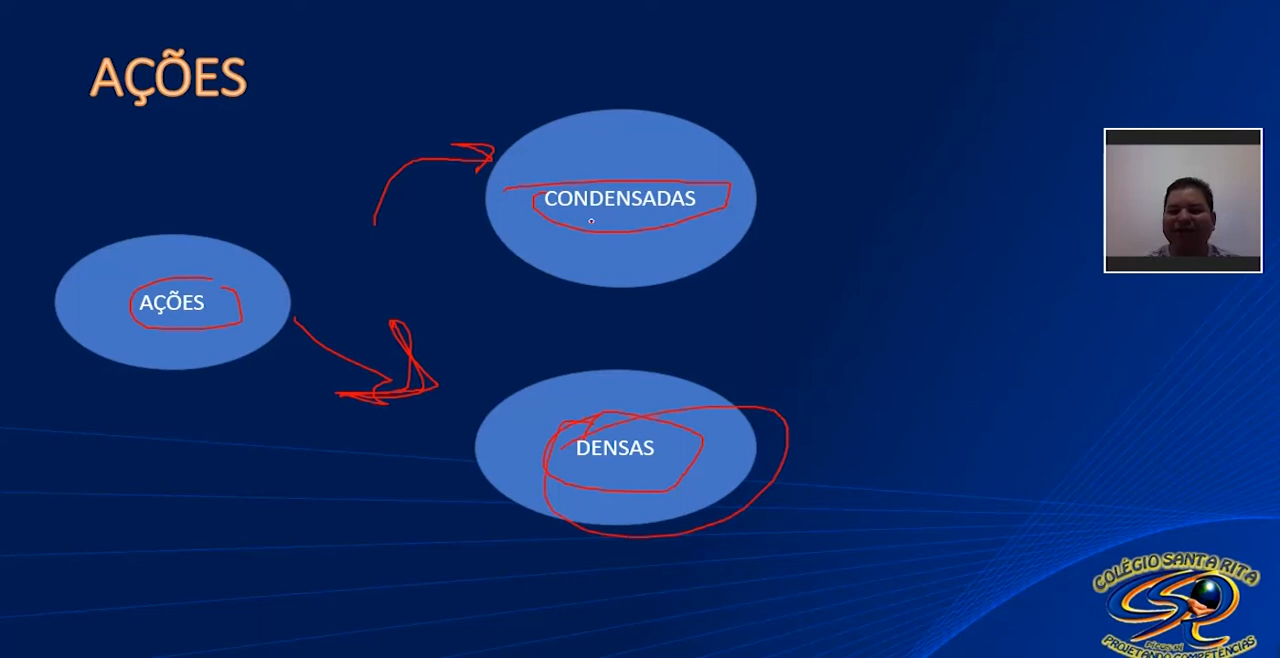 AÇÕES
CONDENSADAS
AÇÕES
DENSAS
COLÉGIO SANTA RITA
PROJETANDO COMPETÊNCIAS